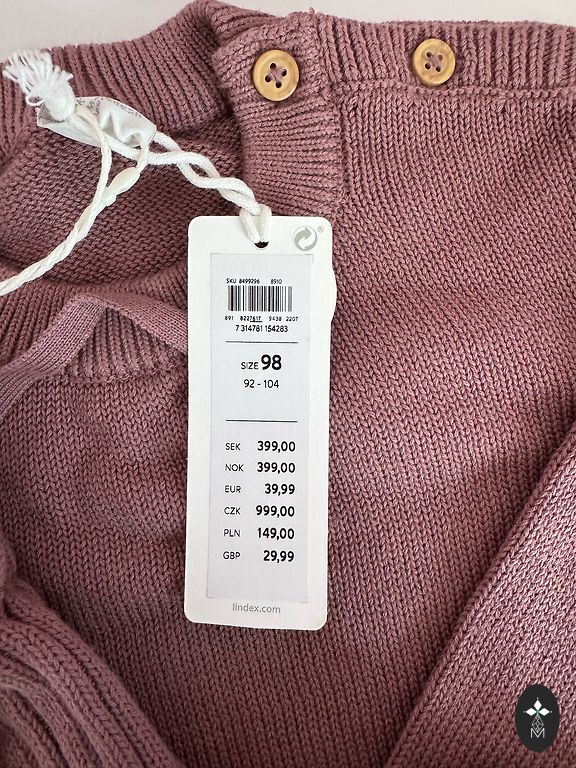 ®
SKU 8499296 8910
891 8227617 9438 2207
7 314781 154283
SIZE 98
92 - 104
SEK 399,00
NOK 399,00
EUR 39,99
CZK 999,00
PLN 149,00
GBP 29,99
lindex.com
M